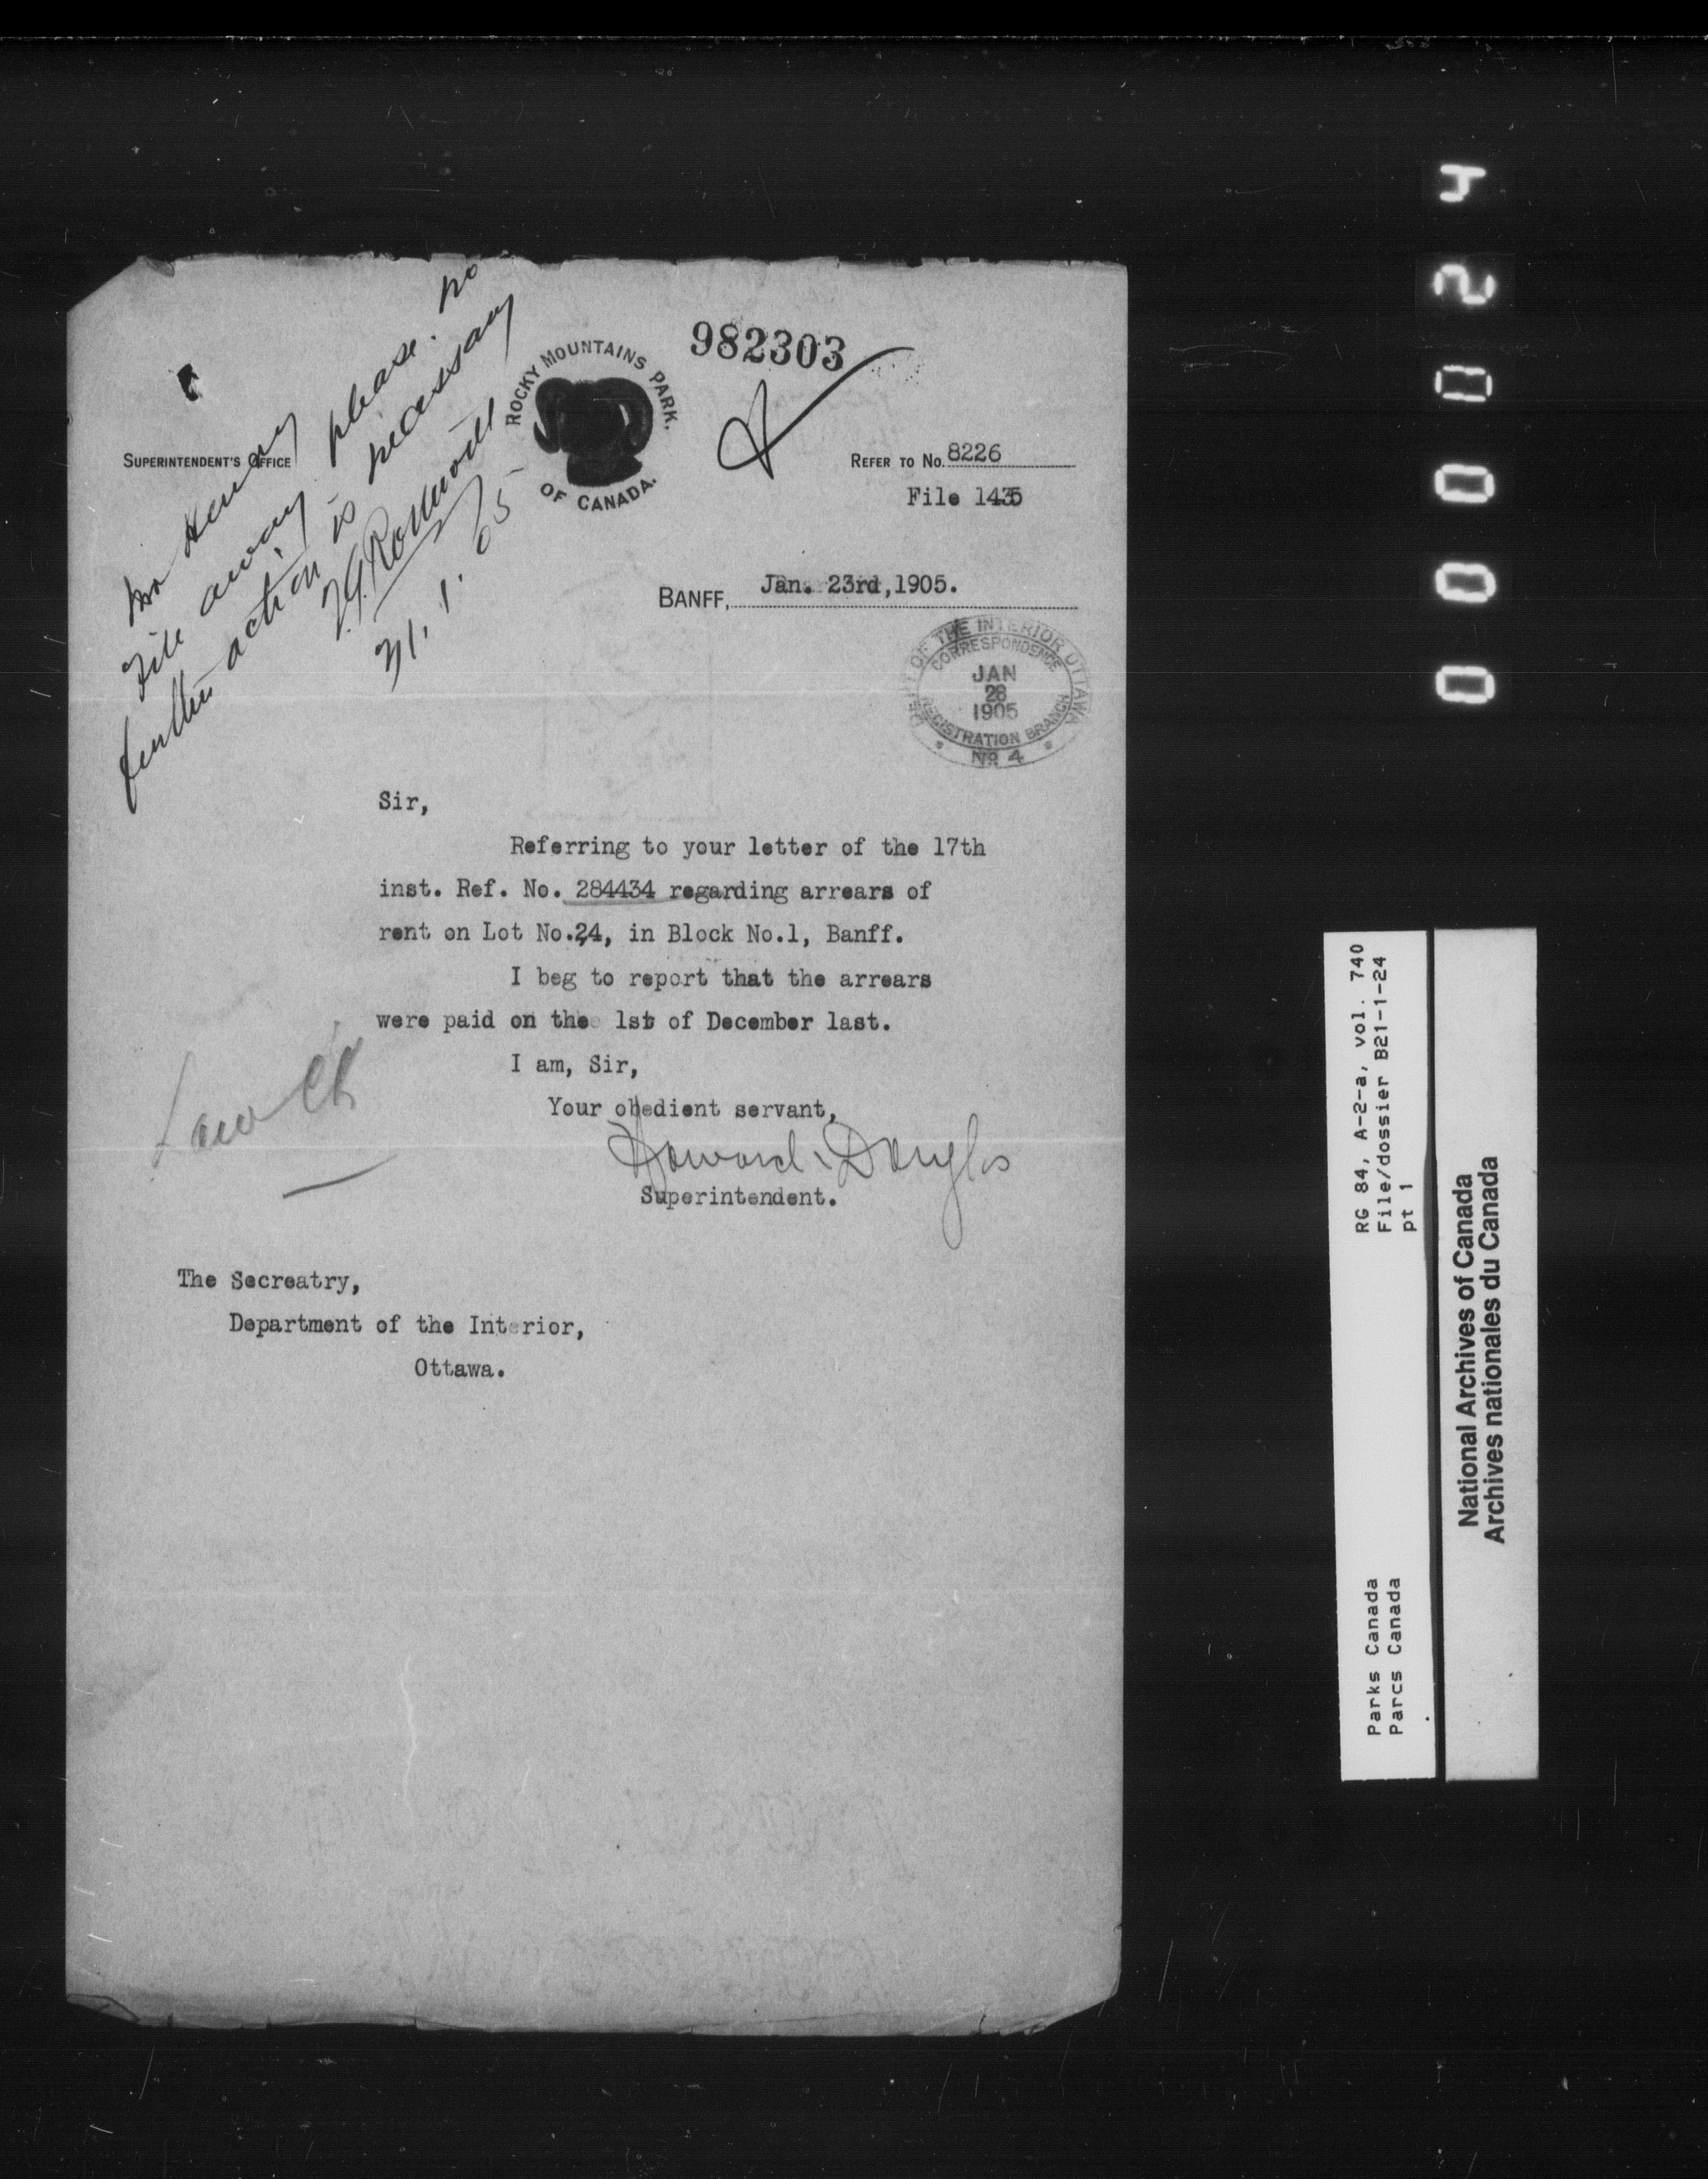 982303
ROCKY MOUNTAINS PARK.
OF CANADA.
SUPERINTENDENT'S OFFICE
Mr Henry
File away please. no
further action is necessary
31.1.05
REFER TO NO. 8226
File 1435
BANFF, Jan. 23rd, 1905.
DEPT OF THE INTERIOR OTTAWA
CORRESPONDENCE
JAN
28
1905
REGISTRATION BRANCH
No 4
Sir,
Referring to your letter of the 17th
inst. Ref. No. 284434 regarding arrears of
rent on Lot No.24, in Block No.1, Banff.
I beg to report that the arrears
were paid on the 1st of December last.
I am, Sir,
Your obedient servant,
Howard Douglas
Superintendent.
The Secreatry,
Department of the Interior,
Ottawa.
000024
RG 84, A-2-a, vol. 740
File/dossier B21-1-24
pt 1
Parks Canada
Parcs Canada
National Archives of Canada
Archives nationales du Canada